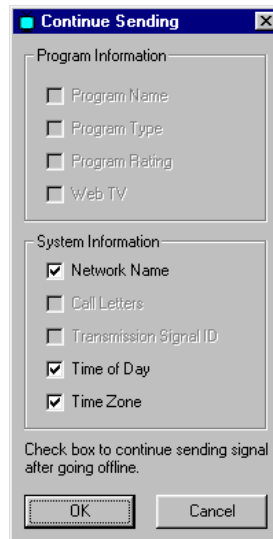 Continue Sending
Program Information
Program Name
Program Type
Program Rating
Web TV
System Information
Network Name
Call Letters
Transmission Signal ID
Time of Day
Time Zone
Check box to continue sending signal
after going offline.
OK
Cancel